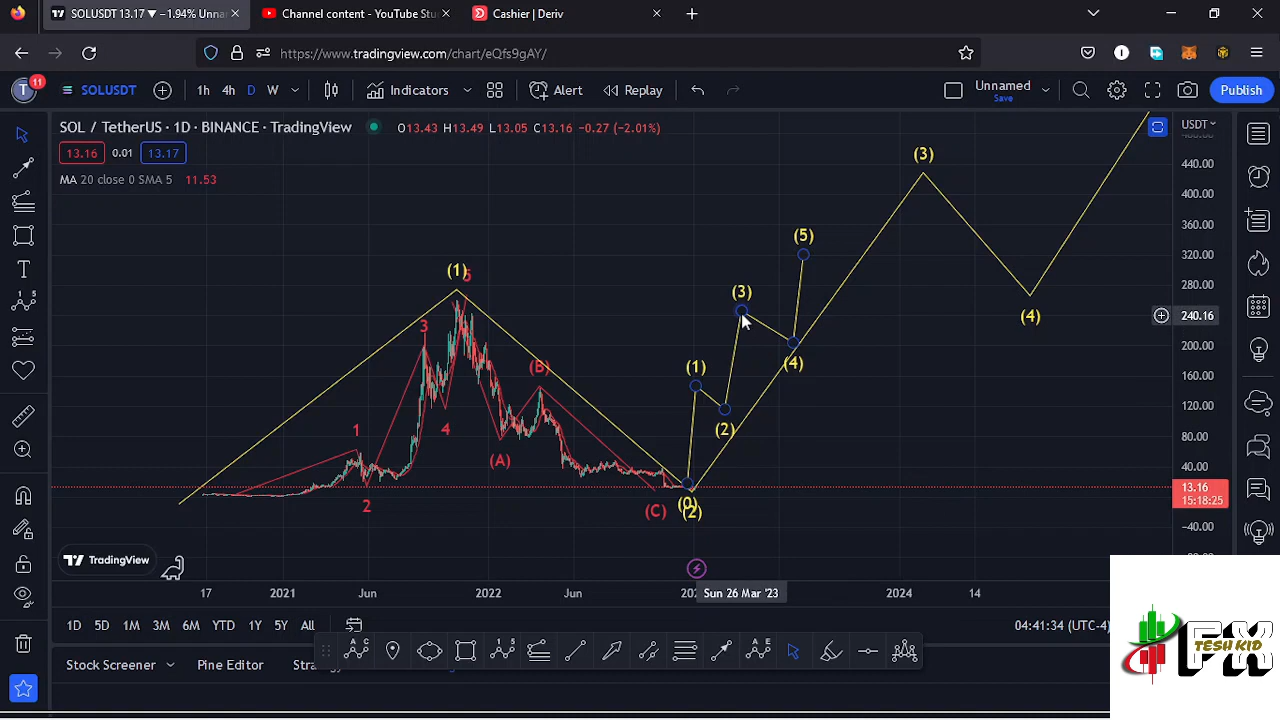 SOLUSDT 13.17 ▼ −1.94% Unna
Channel content - YouTube Stu
Cashier | Deriv
https://www.tradingview.com/chart/eQfs9gAY/
T
11
SOLUSDT
1h
4h
D
W
Indicators
Alert
Replay
Unnamed
Save
Publish
SOL / TetherUS · 1D · BINANCE · TradingView
O13.43 H13.49 L13.05 C13.16 −0.27 (−2.01%)
USDT
13.16
0.01
13.17
MA 20 close 0 SMA 5 11.53
440.00
400.00
360.00
320.00
280.00
240.16
200.00
160.00
120.00
80.00
40.00
13.16
15:18:25
−40.00
(3)
(5)
(1)
5
(3)
(4)
3
(B)
(1)
(4)
1
4
(2)
(A)
2
(C)
(0)
(2)
TradingView
17
2021
Jun
2022
Jun
Sun 26 Mar '23
2024
14
1D
5D
1M
3M
6M
YTD
1Y
5Y
All
04:41:34 (UTC-4)
Stock Screener
Pine Editor
FX
TESH KID